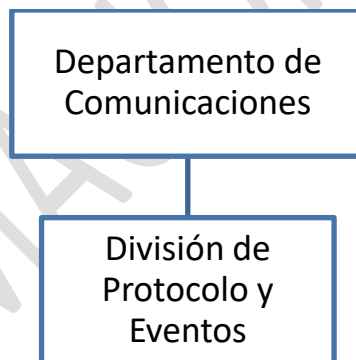 Departamento de
Comunicaciones
División de
Protocolo y
Eventos